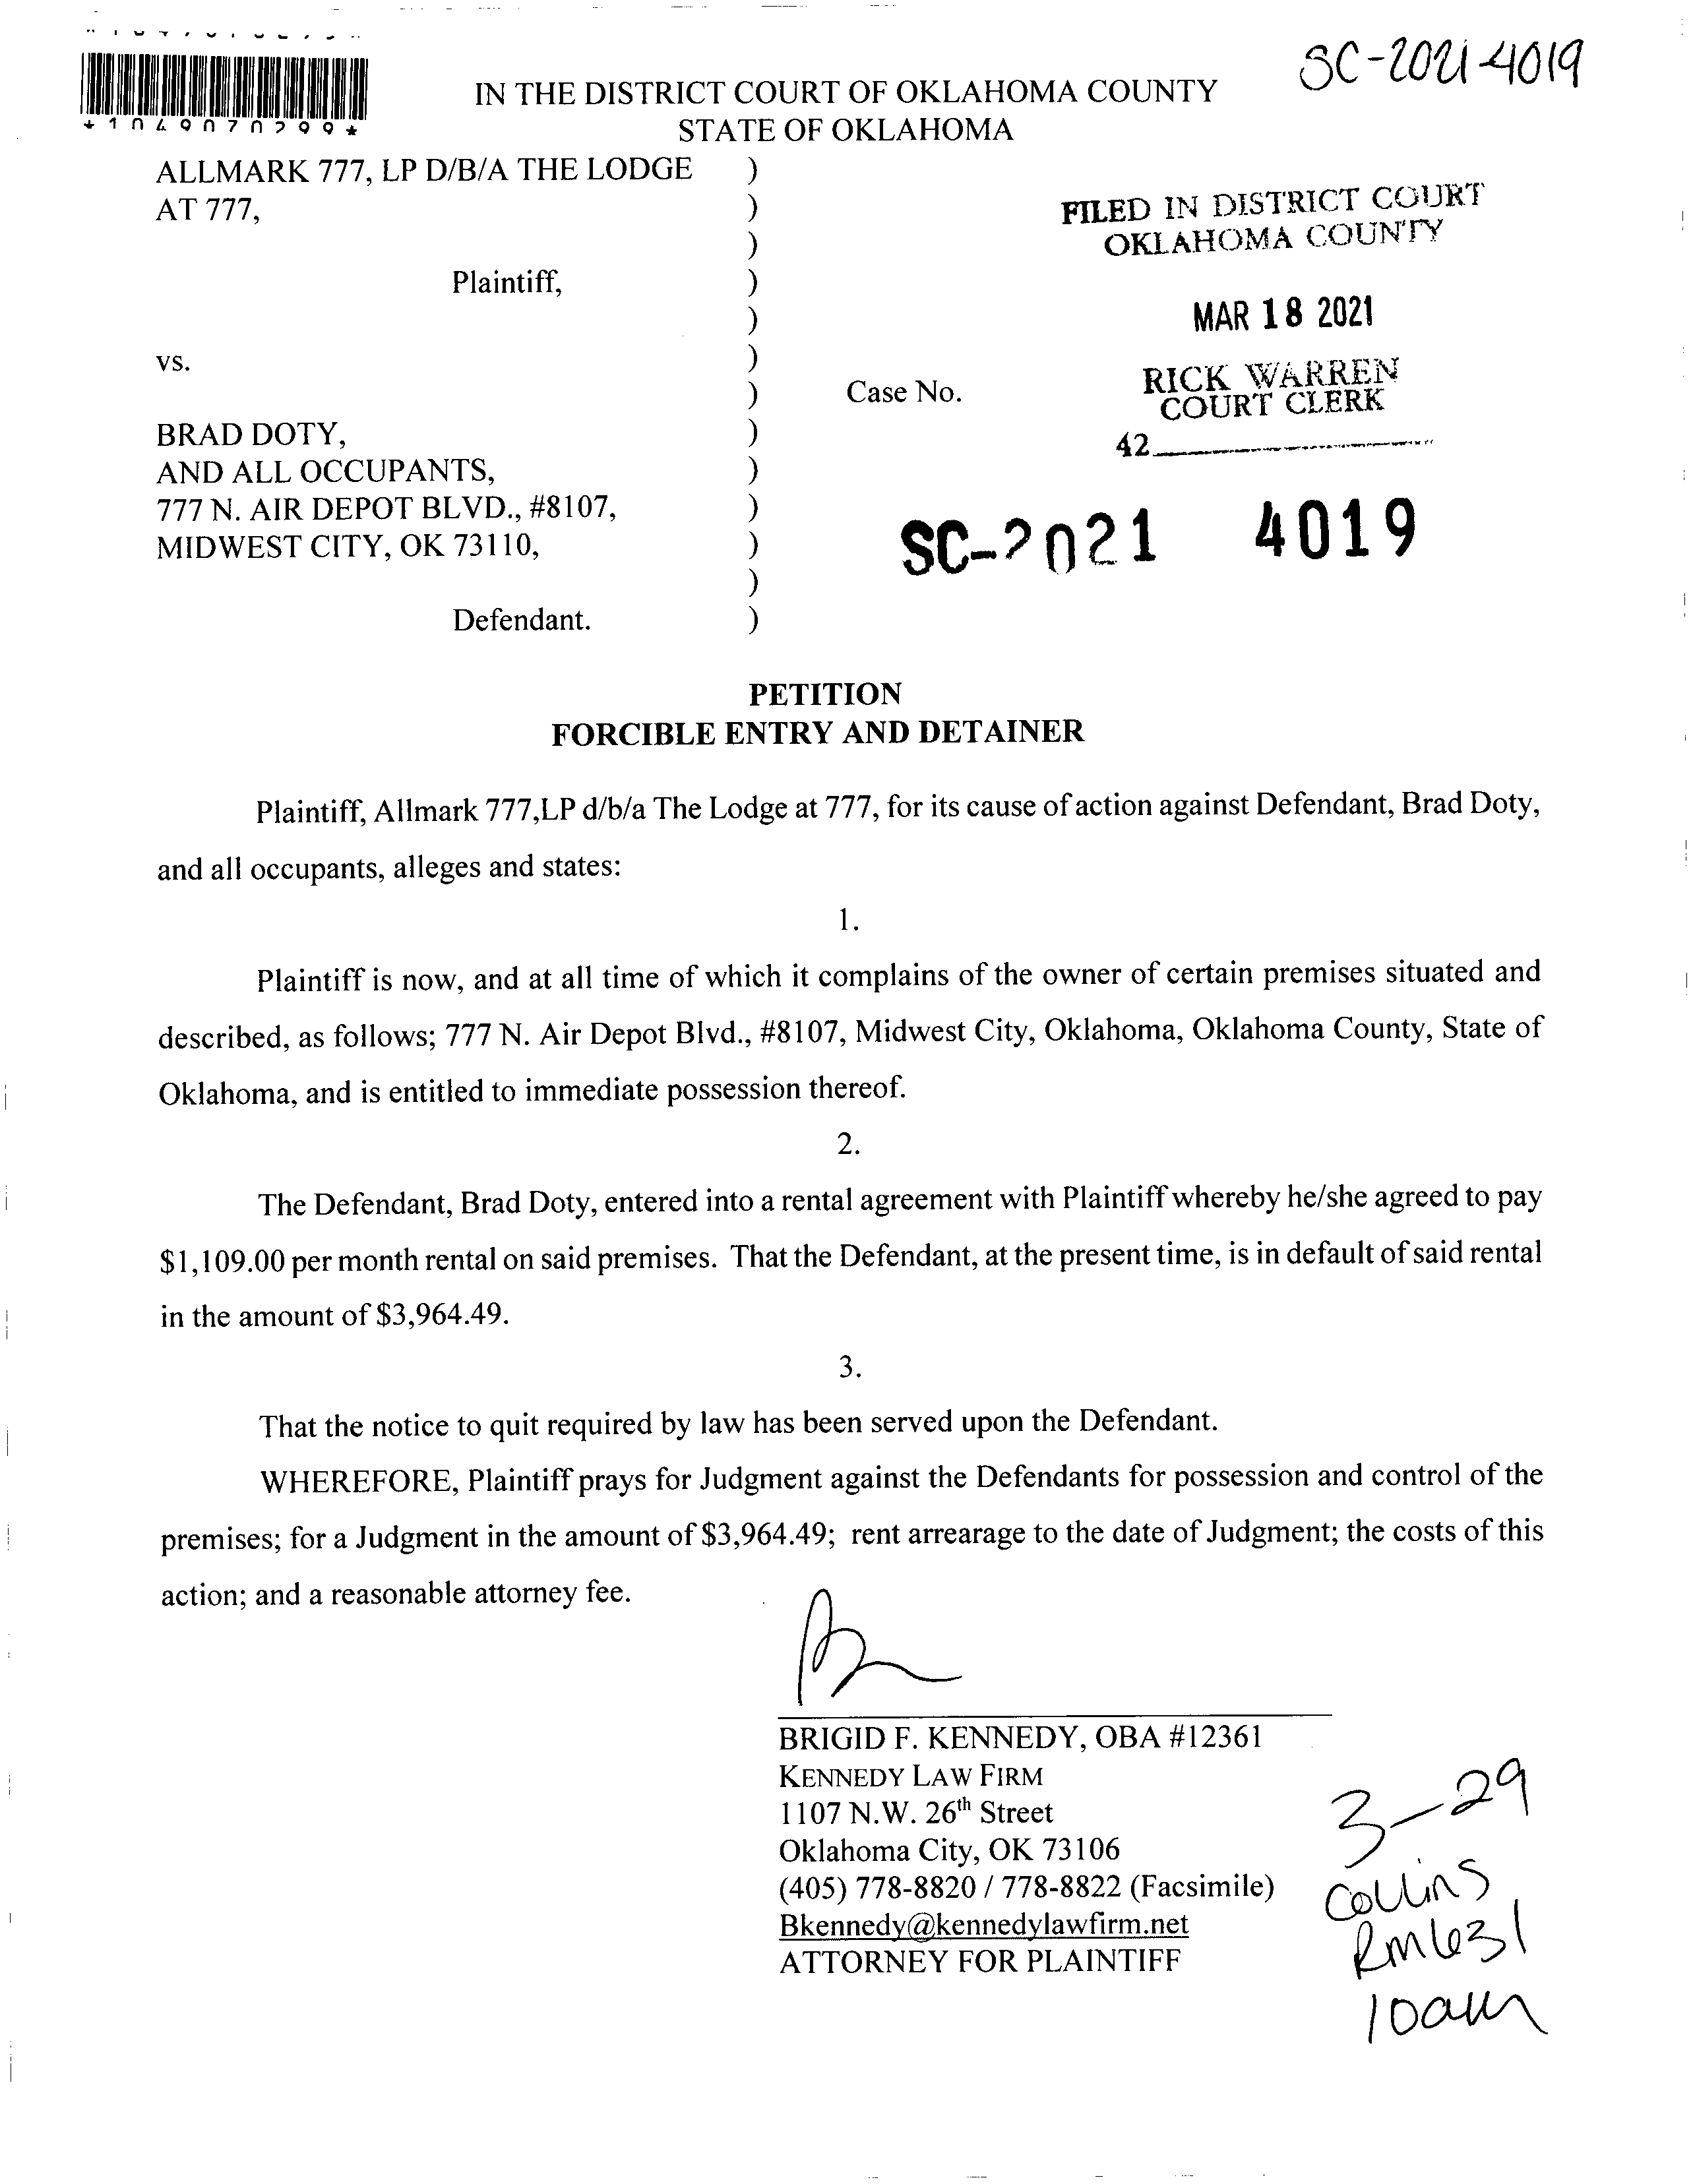 SC-2021-4019
*1049070299*
IN THE DISTRICT COURT OF OKLAHOMA COUNTY
STATE OF OKLAHOMA
ALLMARK 777, LP D/B/A THE LODGE )
AT 777, )
)
Plaintiff, )
)
vs. )
)
BRAD DOTY, )
AND ALL OCCUPANTS, )
777 N. AIR DEPOT BLVD., #8107, )
MIDWEST CITY, OK 73110, )
)
Defendant. )
FILED IN DISTRICT COURT
OKLAHOMA COUNTY
MAR 18 2021
RICK WARREN
COURT CLERK
42
Case No.
SC-2021 4019
PETITION
FORCIBLE ENTRY AND DETAINER
Plaintiff, Allmark 777,LP d/b/a The Lodge at 777, for its cause of action against Defendant, Brad Doty,
and all occupants, alleges and states:
1.
Plaintiff is now, and at all time of which it complains of the owner of certain premises situated and
described, as follows; 777 N. Air Depot Blvd., #8107, Midwest City, Oklahoma, Oklahoma County, State of
Oklahoma, and is entitled to immediate possession thereof.
2.
The Defendant, Brad Doty, entered into a rental agreement with Plaintiff whereby he/she agreed to pay
$1,109.00 per month rental on said premises. That the Defendant, at the present time, is in default of said rental
in the amount of $3,964.49.
3.
That the notice to quit required by law has been served upon the Defendant.
WHEREFORE, Plaintiff prays for Judgment against the Defendants for possession and control of the
premises; for a Judgment in the amount of $3,964.49; rent arrearage to the date of Judgment; the costs of this
action; and a reasonable attorney fee.
BRIGID F. KENNEDY, OBA #12361
KENNEDY LAW FIRM
1107 N.W. 26th Street
Oklahoma City, OK 73106
(405) 778-8820 / 778-8822 (Facsimile)
Bkennedy@kennedylawfirm.net
ATTORNEY FOR PLAINTIFF
3-29
Collins
Rm631
10am